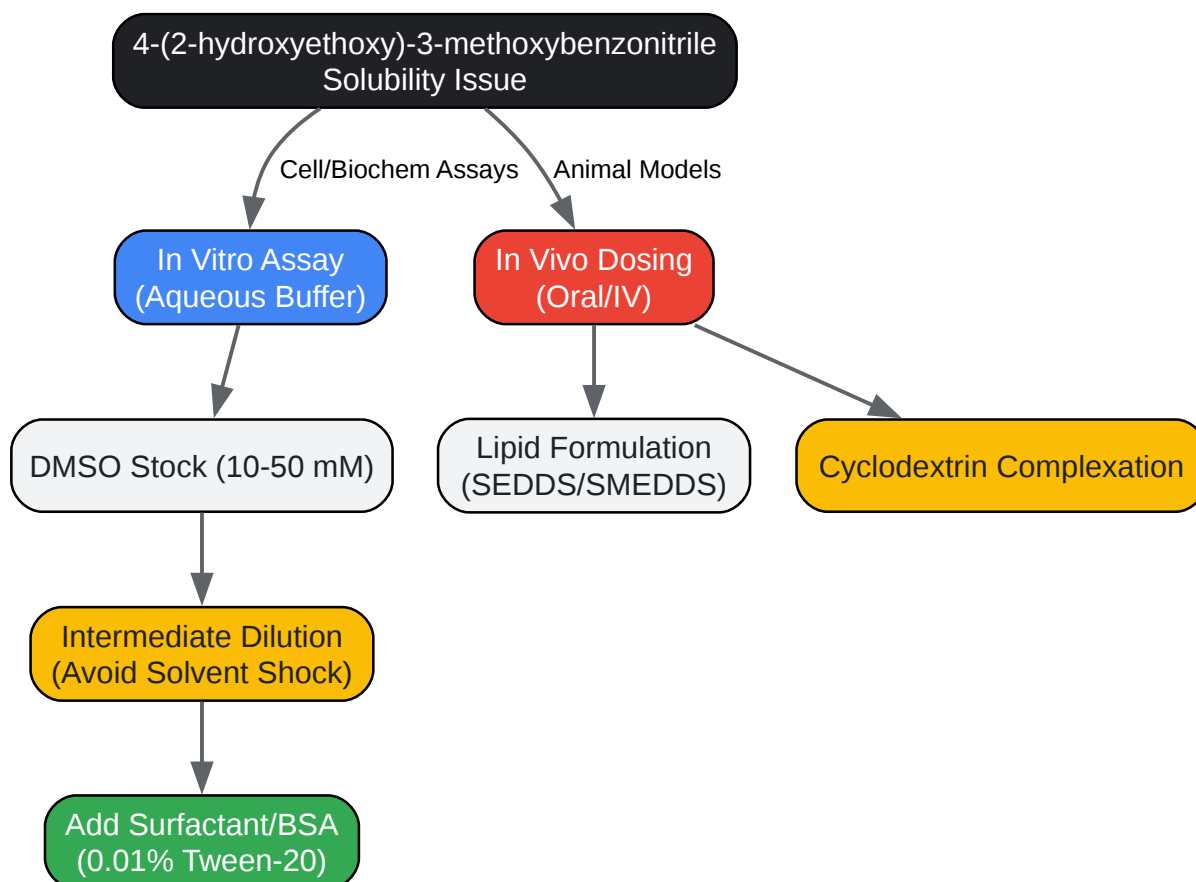 4-(2-hydroxyethoxy)-3-methoxybenzonitrile
Solubility Issue
Cell/Biochem Assays
Animal Models
In Vitro Assay
(Aqueous Buffer)
In Vivo Dosing
(Oral/IV)
DMSO Stock (10-50 mM)
Lipid Formulation
(SEDDS/SMEDDS)
Cyclodextrin Complexation
Intermediate Dilution
(Avoid Solvent Shock)
Add Surfactant/BSA
(0.01% Tween-20)